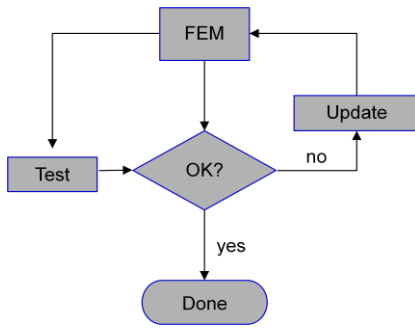 FEM
Update
Test
OK?
no
yes
Done